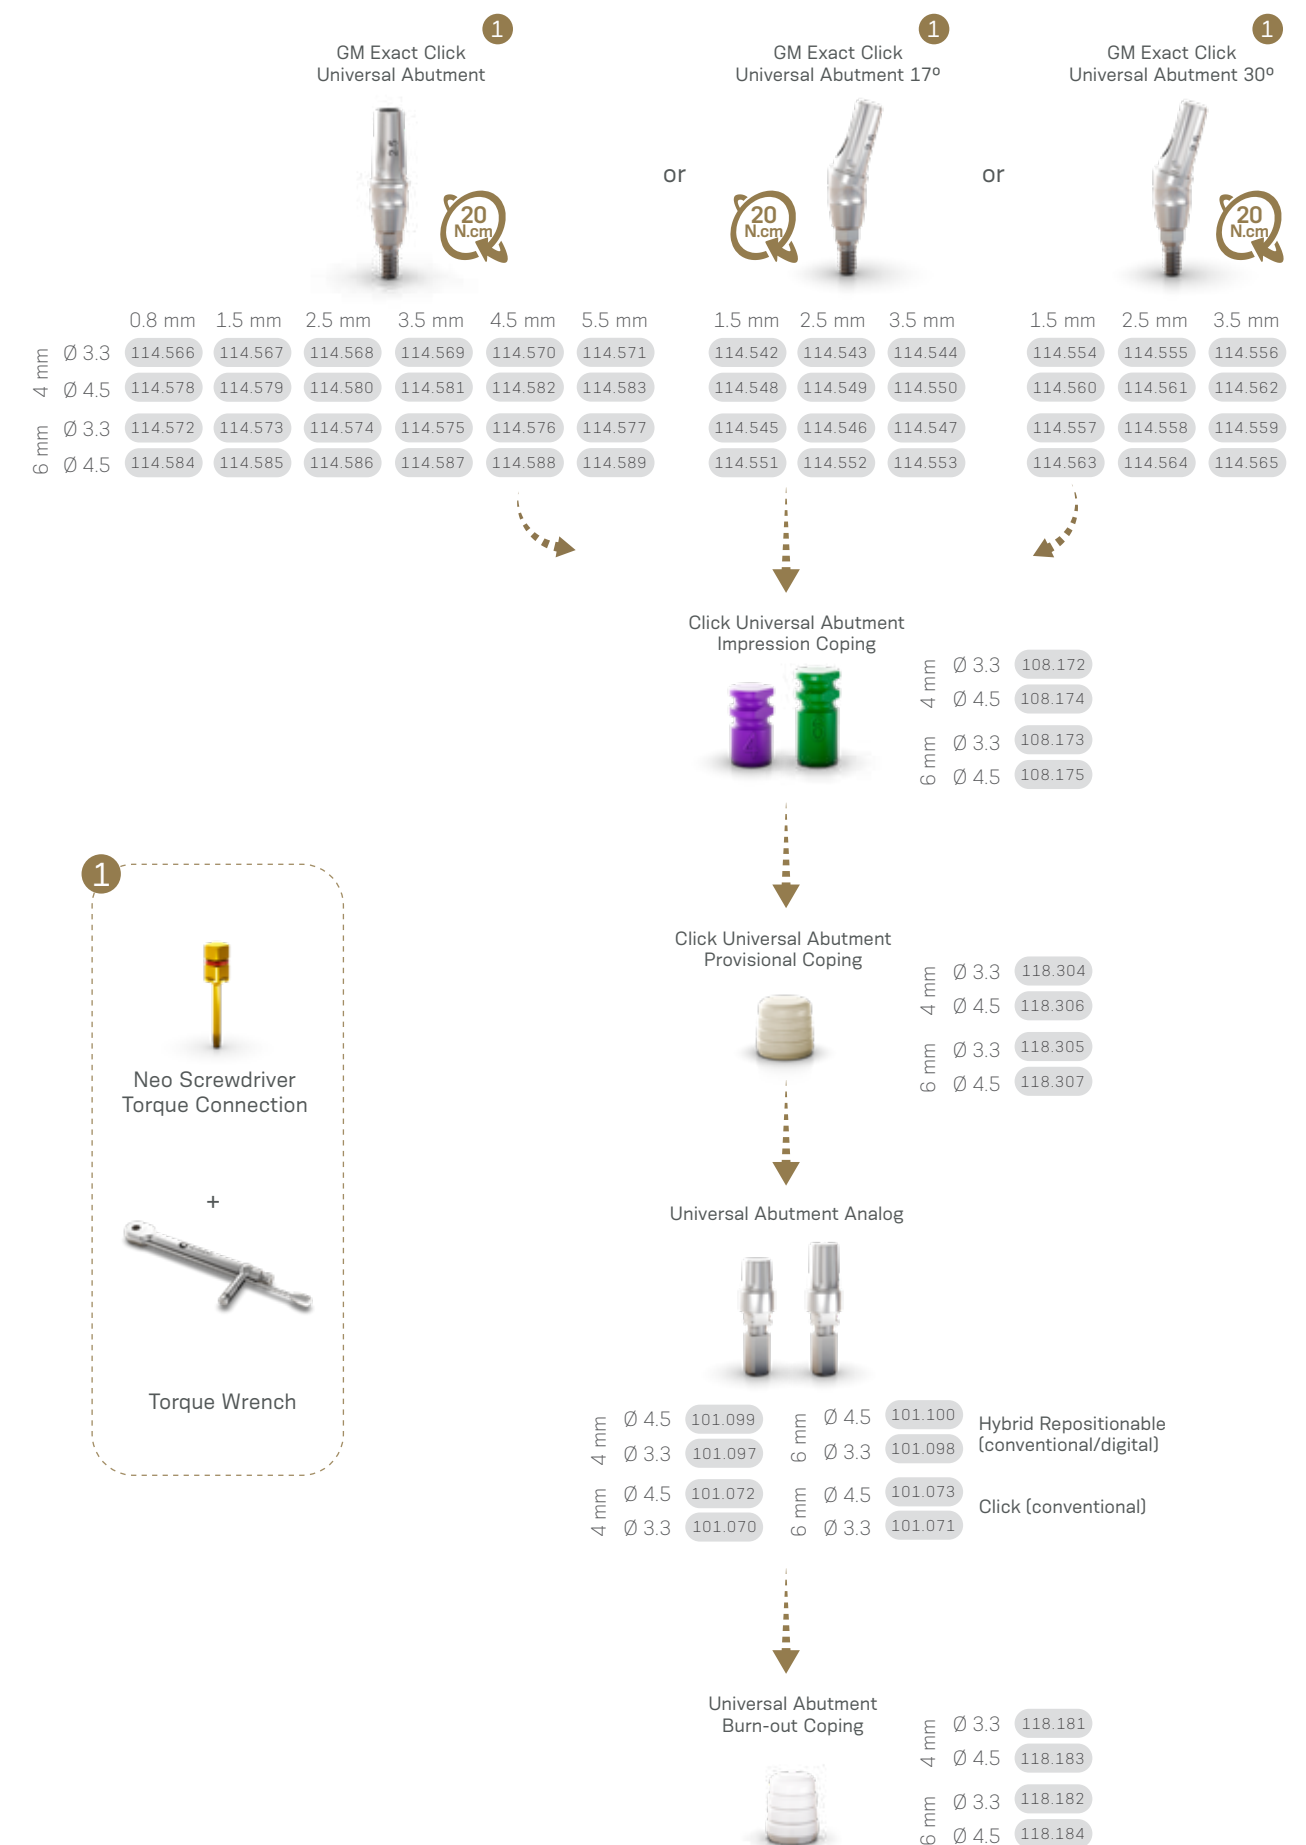 1
GM Exact Click
Universal Abutment
20
N.cm
or
1
GM Exact Click
Universal Abutment 17º
20
N.cm
or
1
GM Exact Click
Universal Abutment 30º
20
N.cm
0.8 mm 1.5 mm 2.5 mm 3.5 mm 4.5 mm 5.5 mm 1.5 mm 2.5 mm 3.5 mm 1.5 mm 2.5 mm 3.5 mm
4 mm
Ø 3.3 114.566 114.567 114.568 114.569 114.570 114.571 114.542 114.543 114.544 114.554 114.555 114.556
Ø 4.5 114.578 114.579 114.580 114.581 114.582 114.583 114.548 114.549 114.550 114.560 114.561 114.562
6 mm
Ø 3.3 114.572 114.573 114.574 114.575 114.576 114.577 114.545 114.546 114.547 114.557 114.558 114.559
Ø 4.5 114.584 114.585 114.586 114.587 114.588 114.589 114.551 114.552 114.553 114.563 114.564 114.565
Click Universal Abutment
Impression Coping
4 mm
Ø 3.3 108.172
Ø 4.5 108.174
6 mm
Ø 3.3 108.173
Ø 4.5 108.175
1
Neo Screwdriver
Torque Connection
+
Torque Wrench
Click Universal Abutment
Provisional Coping
4 mm
Ø 3.3 118.304
Ø 4.5 118.306
6 mm
Ø 3.3 118.305
Ø 4.5 118.307
Universal Abutment Analog
4 mm
Ø 4.5 101.099
Ø 3.3 101.097
6 mm
Ø 4.5 101.100
Ø 3.3 101.098
Hybrid Repositionable
(conventional/digital)
4 mm
Ø 4.5 101.072
Ø 3.3 101.070
6 mm
Ø 4.5 101.073
Ø 3.3 101.071
Click (conventional)
Universal Abutment
Burn-out Coping
4 mm
Ø 3.3 118.181
Ø 4.5 118.183
6 mm
Ø 3.3 118.182
Ø 4.5 118.184